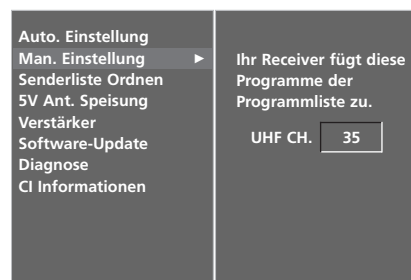 Auto. Einstellung
Man. Einstellung ▶
Senderliste Ordnen
5V Ant. Speisung
Verstärker
Software-Update
Diagnose
CI Informationen
Ihr Receiver fügt diese
Programme der
Programmliste zu.
UHF CH. 35